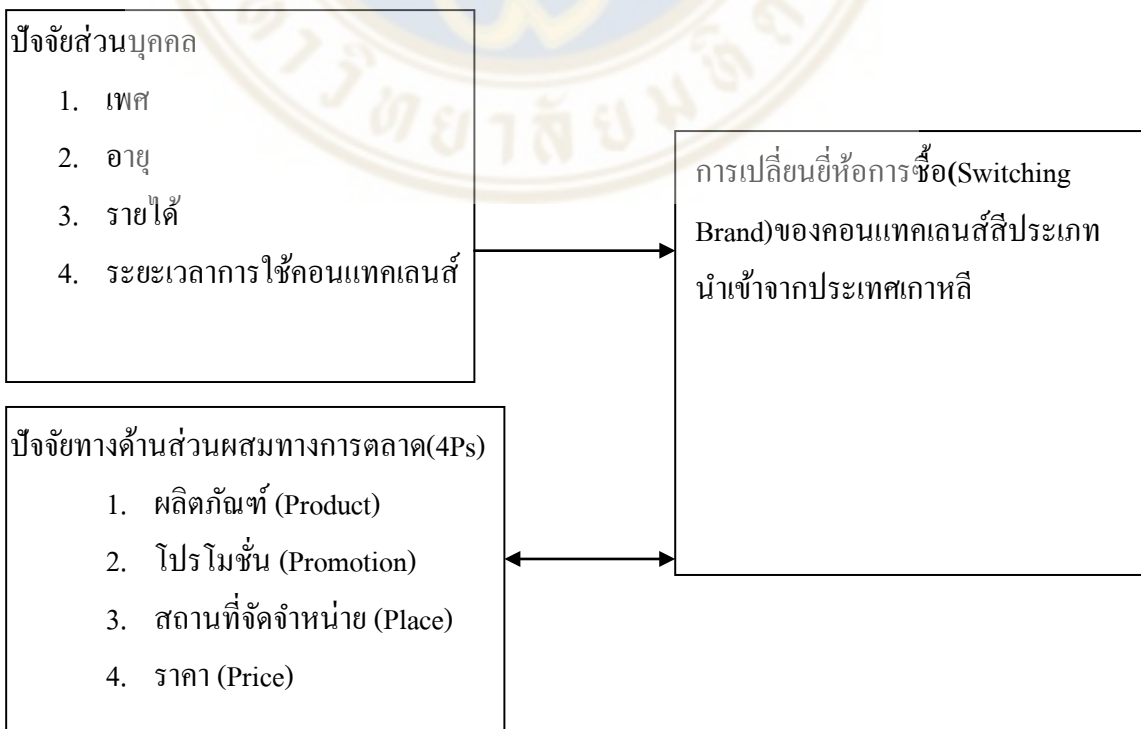 ปัจจัยส่วนบุคคล
1. เพศ
2. อายุ
3. รายได้
4. ระยะเวลาการใช้คอนแทคเลนส์
การเปลี่ยนยี่ห้อการซื้อ(Switching
Brand)ของคอนแทคเลนส์สีประเภท
นำเข้าจากประเทศเกาหลี
ปัจจัยทางด้านส่วนผสมทางการตลาด(4Ps)
1. ผลิตภัณฑ์ (Product)
2. โปรโมชั่น (Promotion)
3. สถานที่จัดจำหน่าย (Place)
4. ราคา (Price)